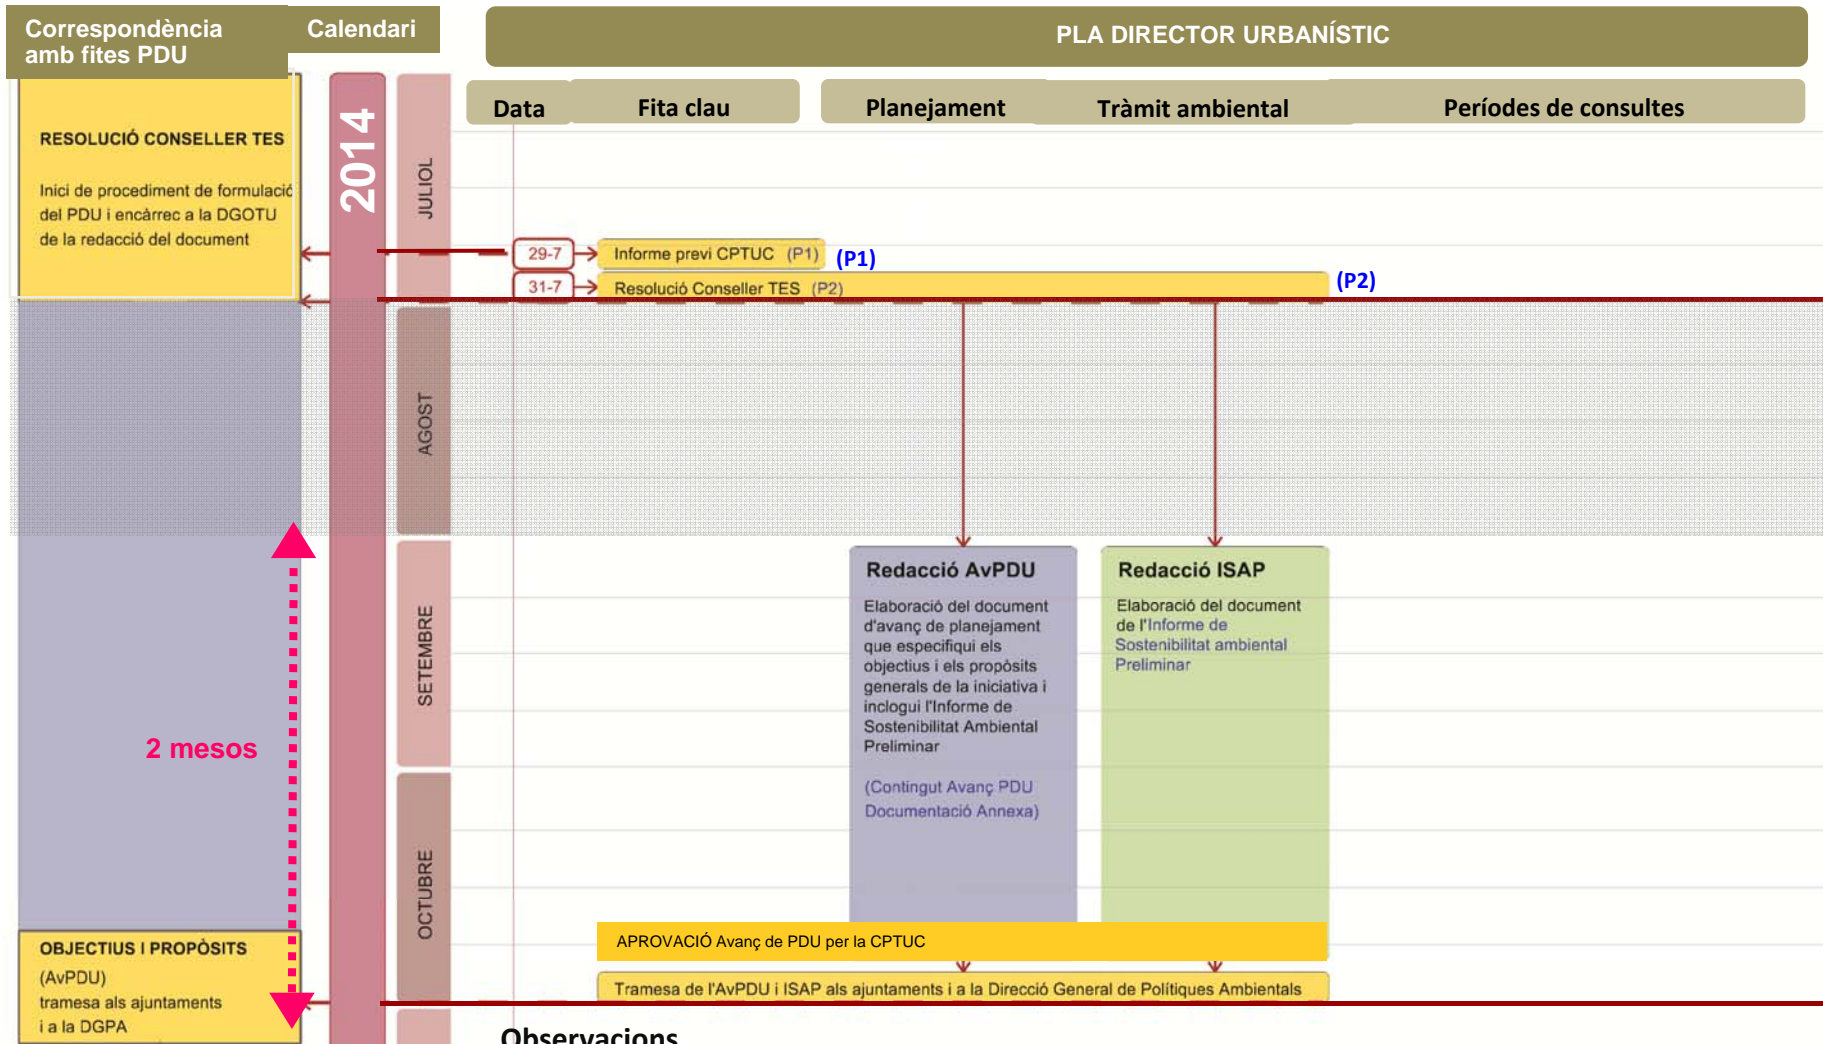 Correspondència
amb fites PDU
Calendari
PLA DIRECTOR URBANÍSTIC
Data
Fita clau
Planejament
Tràmit ambiental
Períodes de consultes
RESOLUCIÓ CONSELLER TES
Inici de procediment de formulació
del PDU i encàrrec a la DGOTU
de la redacció del document
2014
JULIOL
29-7
Informe previ CPTUC (P1)
(P1)
31-7
Resolució Conseller TES (P2)
(P2)
AGOST
SETEMBRE
Redacció AvPDU
Elaboració del document
d'avanç de planejament
que especifiqui els
objectius i els propòsits
generals de la iniciativa i
inclogui l'Informe de
Sostenibilitat Ambiental
Preliminar
(Contingut Avanç PDU
Documentació Annexa)
Redacció ISAP
Elaboració del document
de l'Informe de
Sostenibilitat ambiental
Preliminar
2 mesos
OCTUBRE
APROVACIÓ Avanç de PDU per la CPTUC
Tramesa de l'AvPDU i ISAP als ajuntaments i a la Direcció General de Polítiques Ambientals
OBJECTIUS I PROPÒSITS
(AvPDU)
tramesa als ajuntaments
i a la DGPA
Observacions